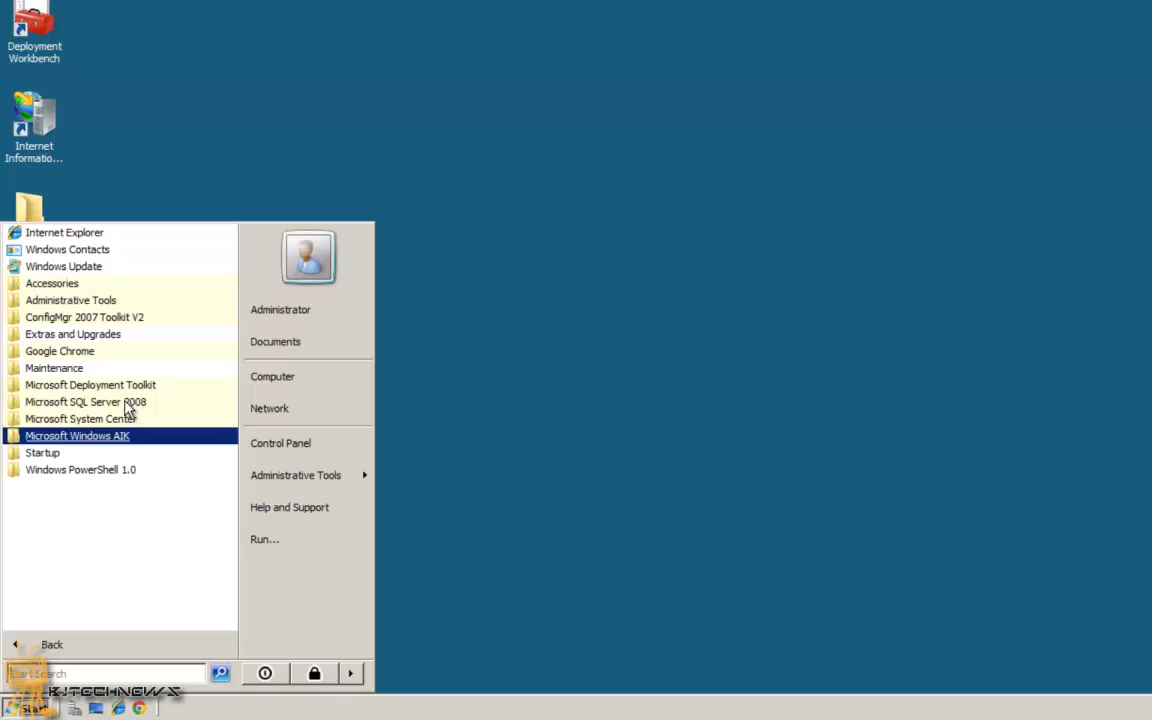 Deployment
Workbench
Internet
Informatio...
Internet Explorer
Windows Contacts
Windows Update
Accessories
Administrative Tools
ConfigMgr 2007 Toolkit V2
Extras and Upgrades
Google Chrome
Maintenance
Microsoft Deployment Toolkit
Microsoft SQL Server 2008
Microsoft System Center
Microsoft Windows AIK
Startup
Windows PowerShell 1.0
Back
Start Search
Administrator
Documents
Computer
Network
Control Panel
Administrative Tools
Help and Support
Run...
BJTECHNEWS
Start